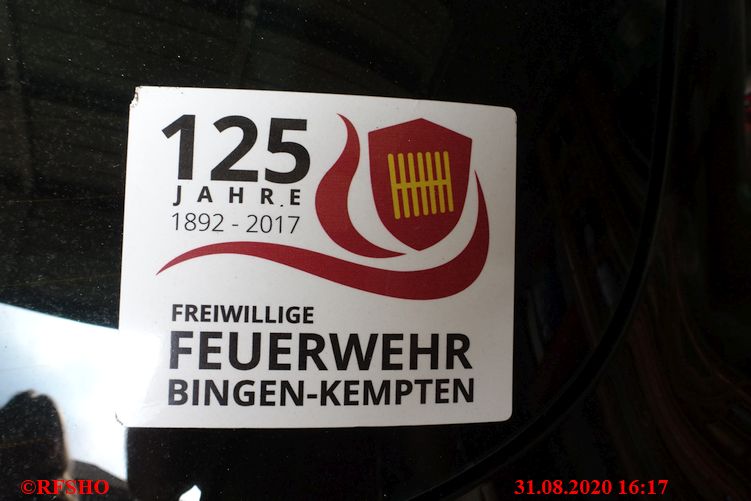 125
JAHRE
1892 - 2017
FREIWILLIGE
FEUERWEHR
BINGEN-KEMPTEN
©RFSHO
31.08.2020 16:17